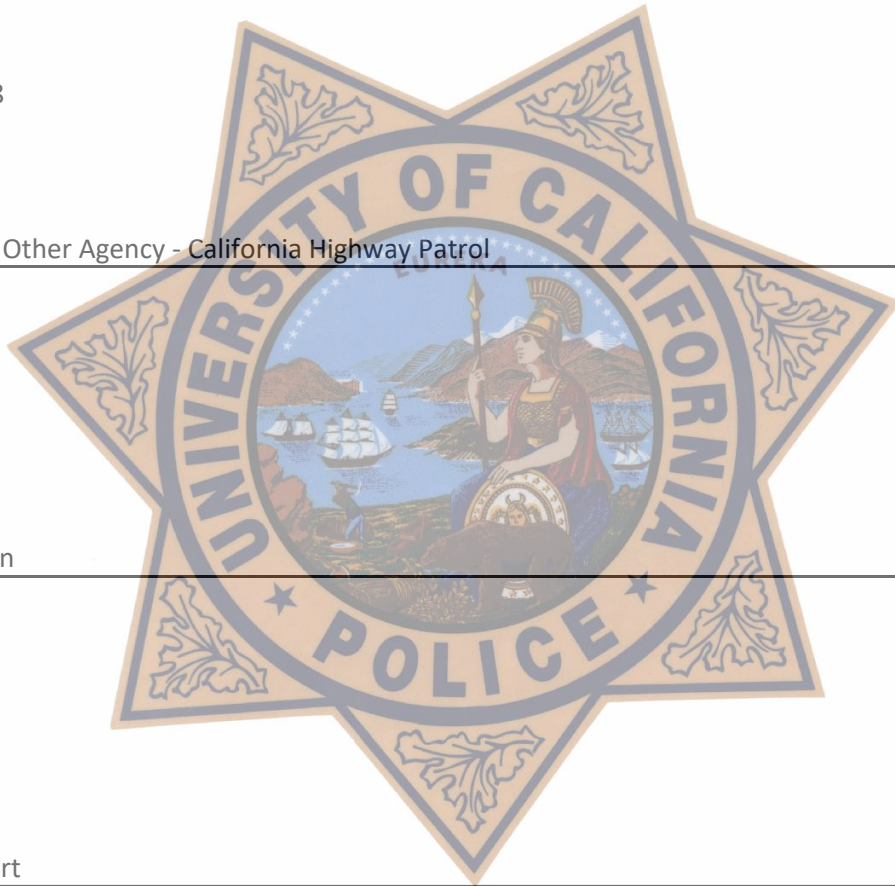 3
Other Agency - California Highway Patrol
UNIVERSITY OF CALIFORNIA
EUREKA
n
POLICE
rt